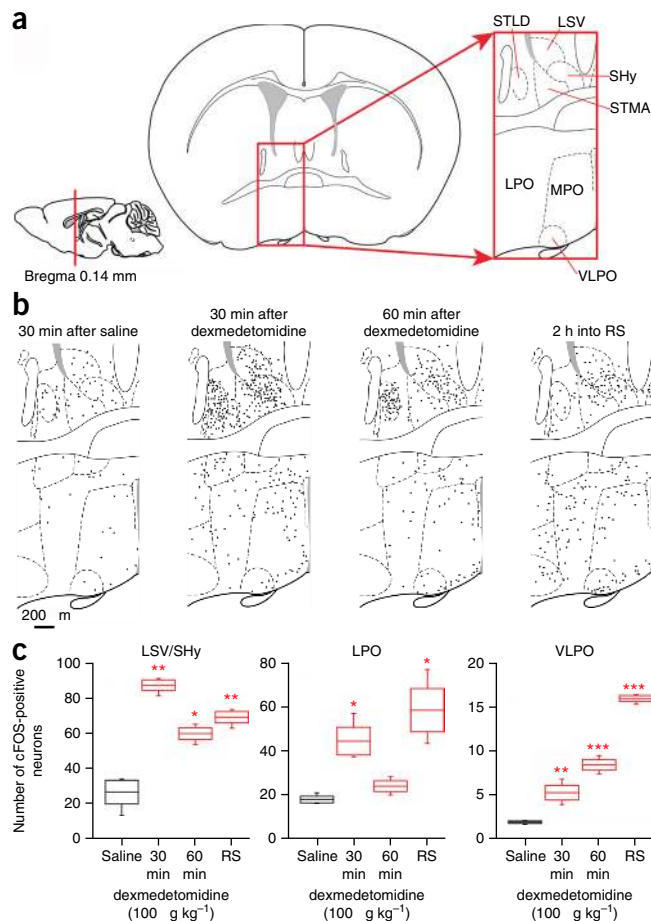 a
STLD
LSV
SHy
STMA
LPO
MPO
VLPO
Bregma 0.14 mm
b
30 min after saline
30 min after
dexmedetomidine
60 min after
dexmedetomidine
2 h into RS
200 m
c
LSV/SHy
LPO
VLPO
Number of cFOS-positive
neurons
100
80
60
40
20
0
**
*
**
Saline
30
min
60
min
RS
dexmedetomidine
(100 g kg⁻¹)
80
60
40
20
0
*
*
Saline
30
min
60
min
RS
dexmedetomidine
(100 g kg⁻¹)
20
15
10
5
0
**
***
***
Saline
30
min
60
min
RS
dexmedetomidine
(100 g kg⁻¹)